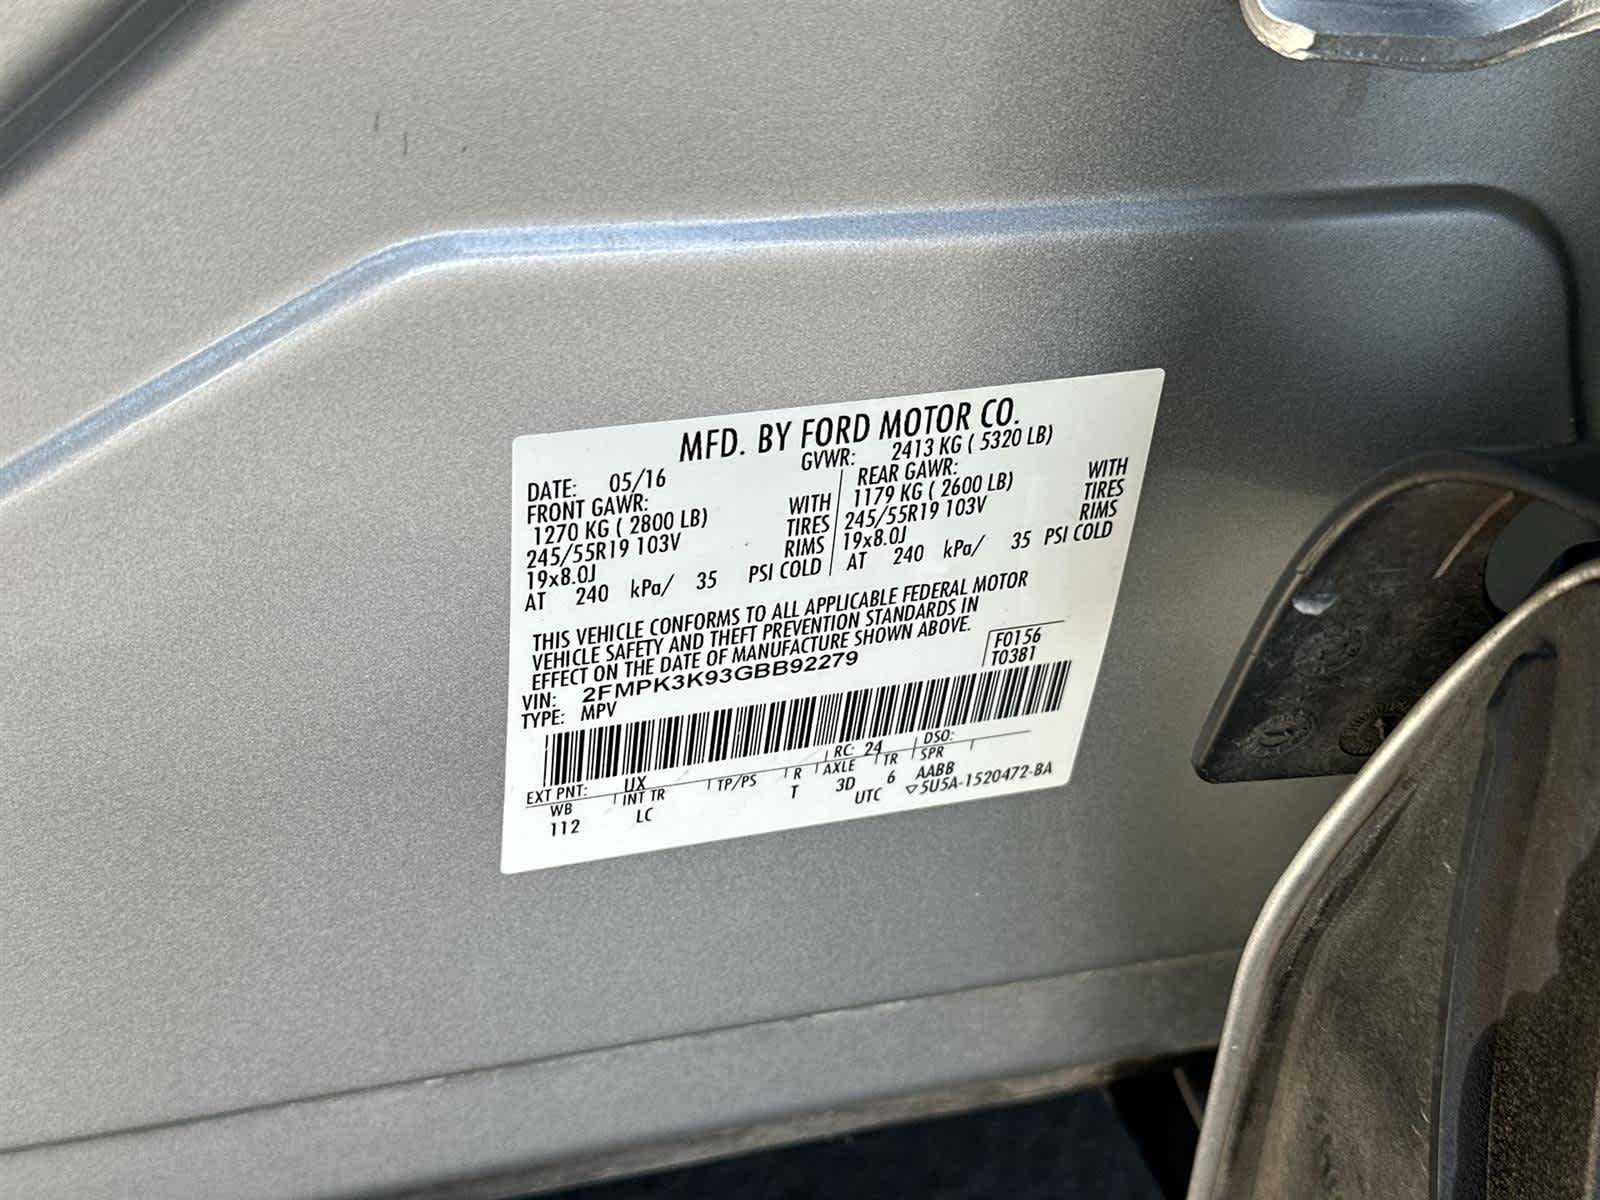 MFD. BY FORD MOTOR CO.
DATE: 05/16 GVWR: 2413 KG ( 5320 LB)
FRONT GAWR: REAR GAWR:
1270 KG ( 2800 LB) WITH 1179 KG ( 2600 LB) WITH
245/55R19 103V TIRES 245/55R19 103V TIRES
19x8.0J RIMS 19x8.0J RIMS
AT 240 kPa/ 35 PSI COLD AT 240 kPa/ 35 PSI COLD
THIS VEHICLE CONFORMS TO ALL APPLICABLE FEDERAL MOTOR
VEHICLE SAFETY AND THEFT PREVENTION STANDARDS IN
EFFECT ON THE DATE OF MANUFACTURE SHOWN ABOVE.
VIN: 2FMPK3K93GBB92279 F0156
TYPE: MPV T0381
EXT PNT: UX RC: 24 DSO:
WB INT TR TP/PS R AXLE TR SPR
112 LC T 3D 6 AABB
UTC ▽5U5A-1520472-BA